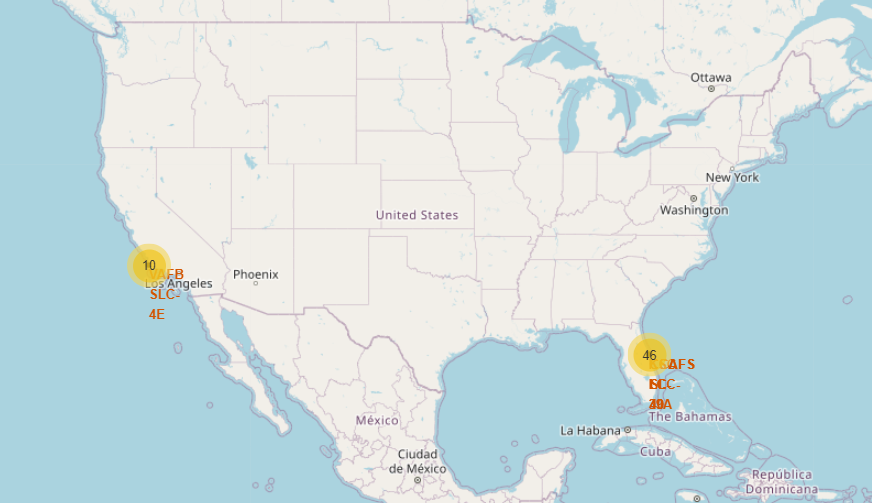 Ottawa
New York
Washington
United States
10
VAFB
SLC-
4E
Los Angeles
Phoenix
46
México
La Habana
The Bahamas
Cuba
Ciudad
de México
República
Dominicana